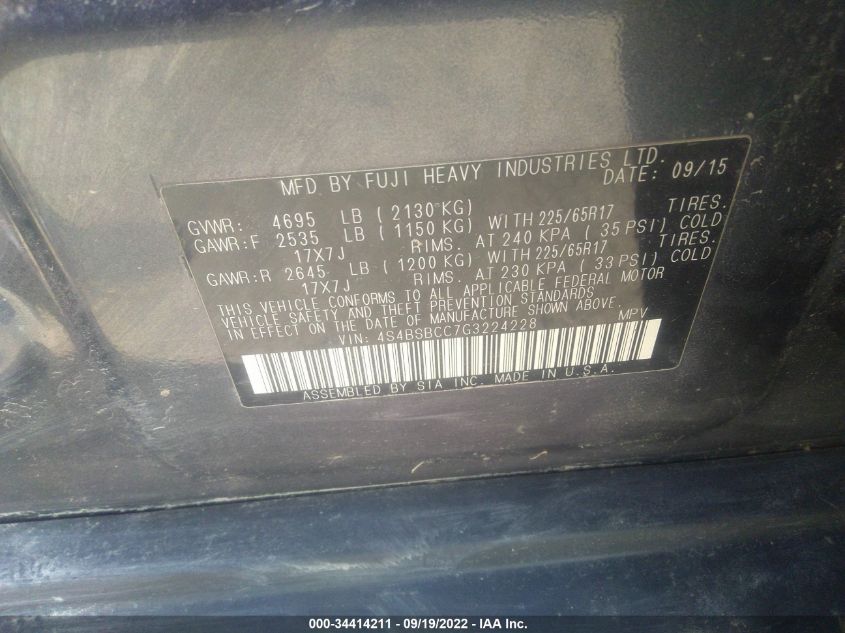 MFD. BY FUJI HEAVY INDUSTRIES LTD.
DATE: 09/15
GVWR: 4695 LB ( 2130 KG)
GAWR:F 2535 LB ( 1150 KG) WITH 225/65R17 TIRES.
17X7J RIMS. AT 240 KPA ( 35 PSI) COLD
GAWR:R 2645 LB ( 1200 KG) WITH 225/65R17 TIRES.
17X7J RIMS. AT 230 KPA ( 33 PSI) COLD
THIS VEHICLE CONFORMS TO ALL APPLICABLE FEDERAL MOTOR
VEHICLE SAFETY AND THEFT PREVENTION STANDARDS
IN EFFECT ON THE DATE OF MANUFACTURE SHOWN ABOVE.
VIN: 4S4BSBCC7G3224228 MPV
ASSEMBLED BY SIA INC. MADE IN U.S.A.
000-34414211 - 09/19/2022 - IAA Inc.